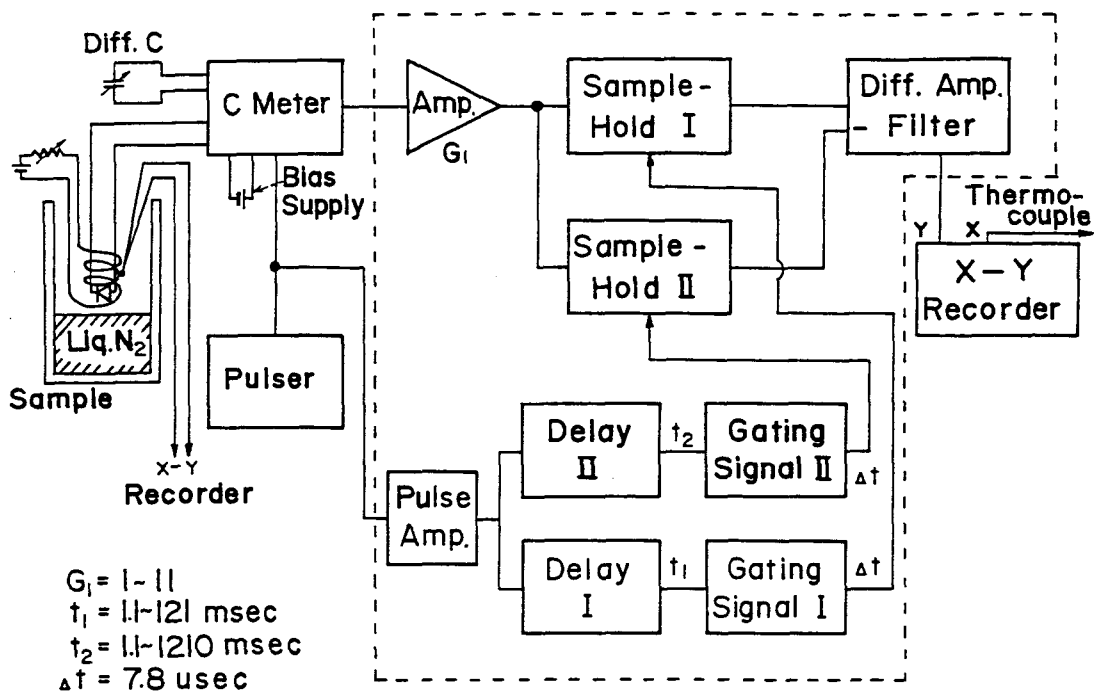 Diff. C
C Meter
Amp.
G₁
Sample-
Hold I
Diff. Amp.
- Filter
Bias
Supply
Thermo-
couple
Y
X
Sample -
Hold II
X-Y
Recorder
Liq.N₂
Sample
Pulser
X-Y
Recorder
Delay
II
t₂
Gating
Signal II
Δt
Pulse
Amp.
Delay
I
t₁
Gating
Signal I
Δt
G₁ = 1~11
t₁ = 1.1~121 msec
t₂ = 1.1~1210 msec
Δt = 7.8 usec